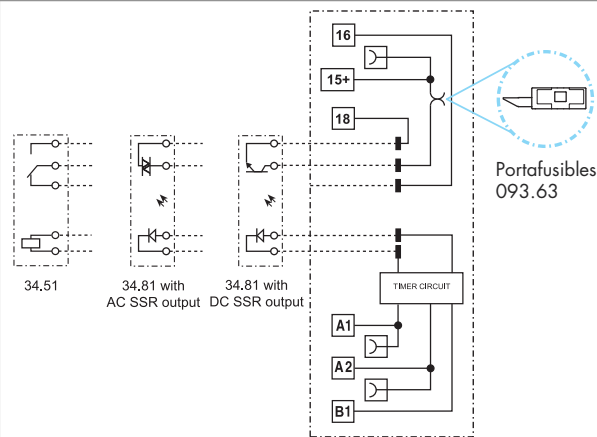 16
15+
18
Portafusibles
093.63
34.51
34.81 with
AC SSR output
34.81 with
DC SSR output
TIMER CIRCUIT
A1
A2
B1